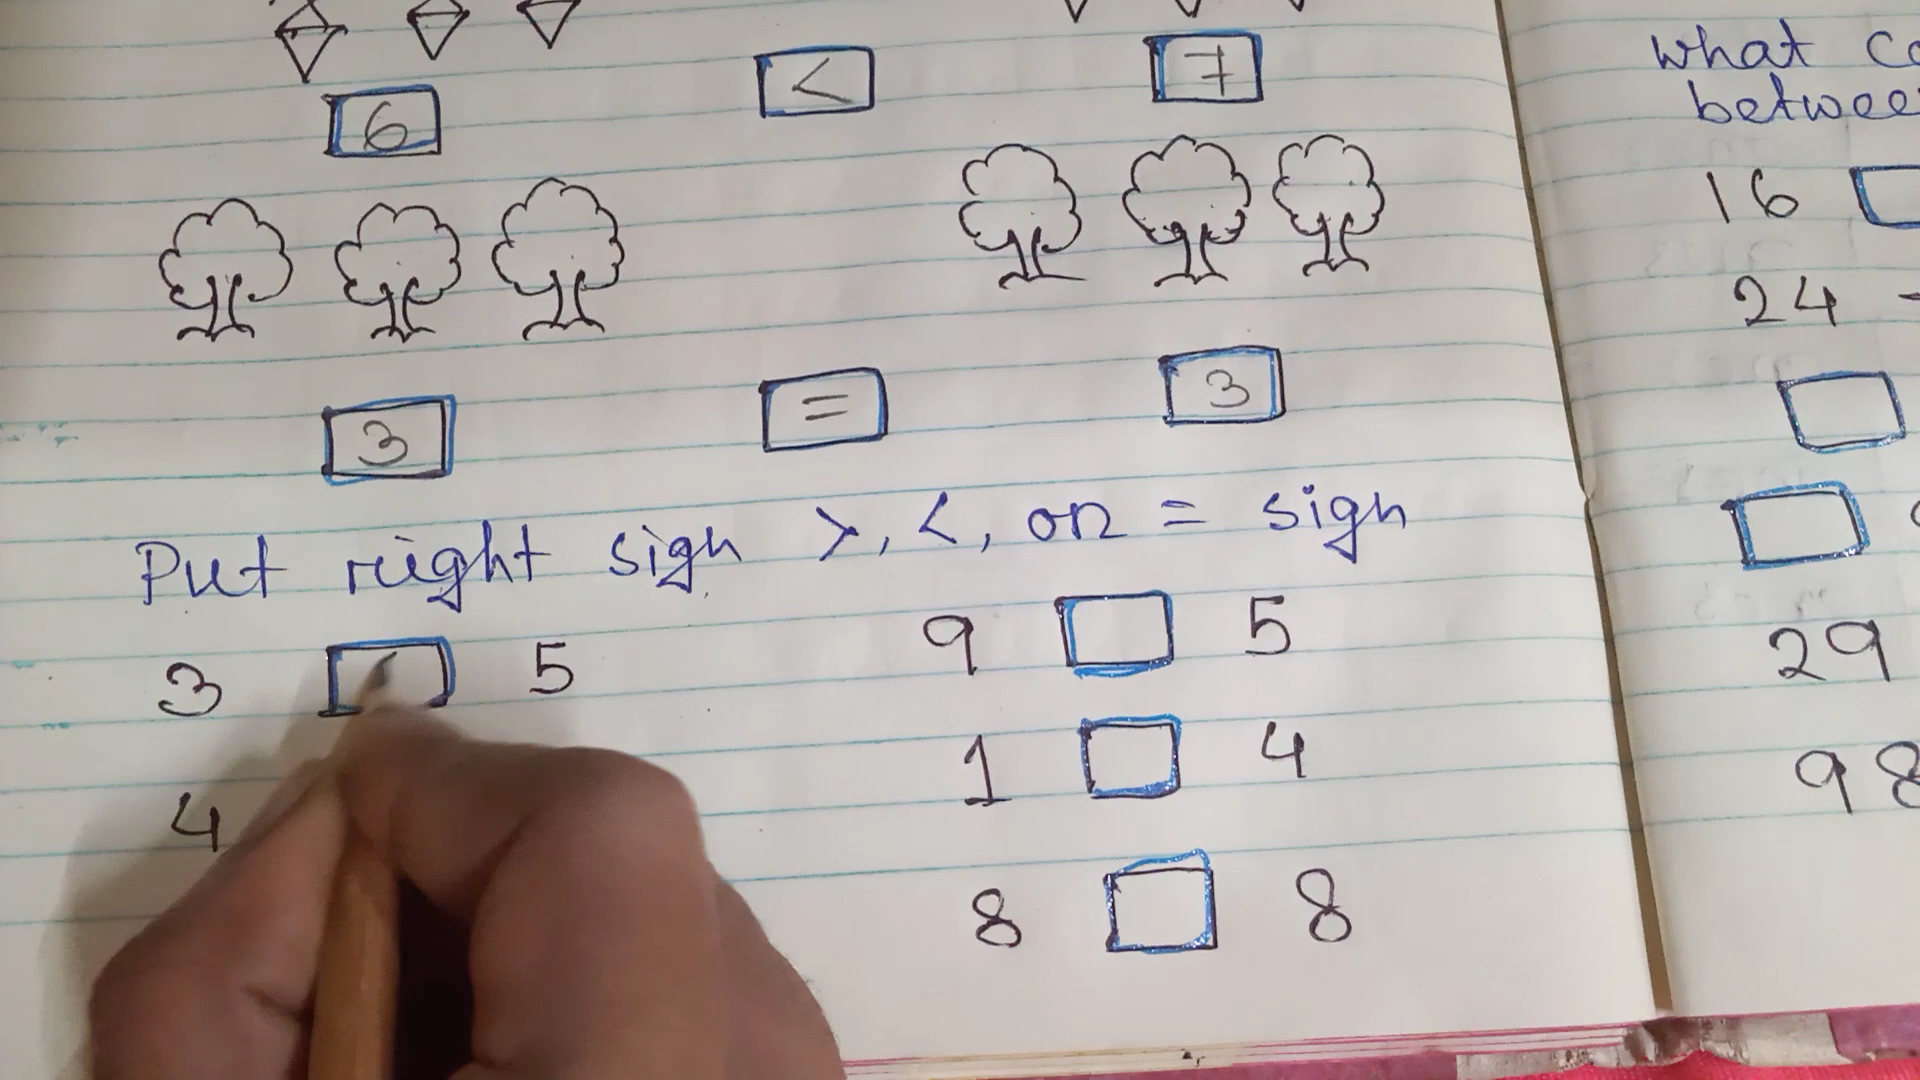 6 < 7
3 = 3
Put right sign >, <, or = sign
3 5
9 5
4
1 4
8 8
what
16
24
29
98